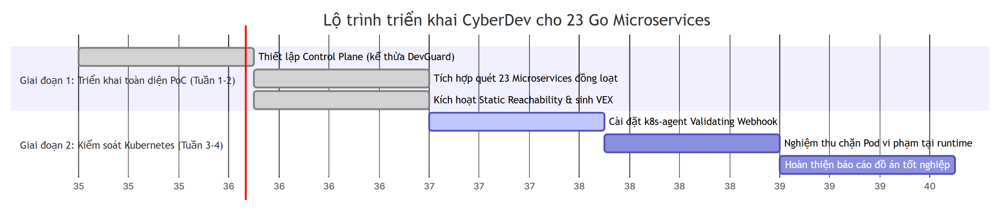 Lộ trình triển khai CyberDev cho 23 Go Microservices
Thiết lập Control Plane (kế thừa DevGuard)
Giai đoạn 1: Triển khai toàn diện PoC (Tuần 1-2)
Tích hợp quét 23 Microservices đồng loạt
Kích hoạt Static Reachability & sinh VEX
Cài đặt k8s-agent Validating Webhook
Giai đoạn 2: Kiểm soát Kubernetes (Tuần 3-4)
Nghiệm thu chặn Pod vi phạm tại runtime
Hoàn thiện báo cáo đồ án tốt nghiệp
35 35 35 36 36 36 36 37 37 37 38 38 38 38 39 39 39 40